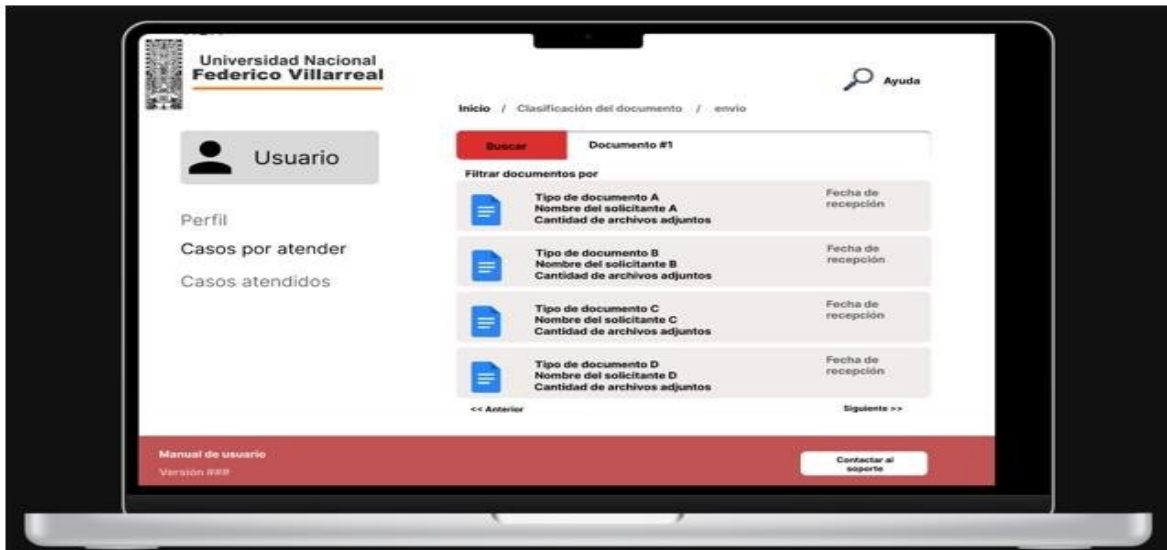 Universidad Nacional
Federico Villarreal
Ayuda
Inicio / Clasificación del documento / envio
Usuario
Perfil
Casos por atender
Casos atendidos
Buscar
Documento #1
Filtrar documentos por
Tipo de documento A
Nombre del solicitante A
Cantidad de archivos adjuntos
Fecha de
recepción
Tipo de documento B
Nombre del solicitante B
Cantidad de archivos adjuntos
Fecha de
recepción
Tipo de documento C
Nombre del solicitante C
Cantidad de archivos adjuntos
Fecha de
recepción
Tipo de documento D
Nombre del solicitante D
Cantidad de archivos adjuntos
Fecha de
recepción
<< Anterior
Siguiente >>
Manual de usuario
Versión ###
Contactar al
soporte